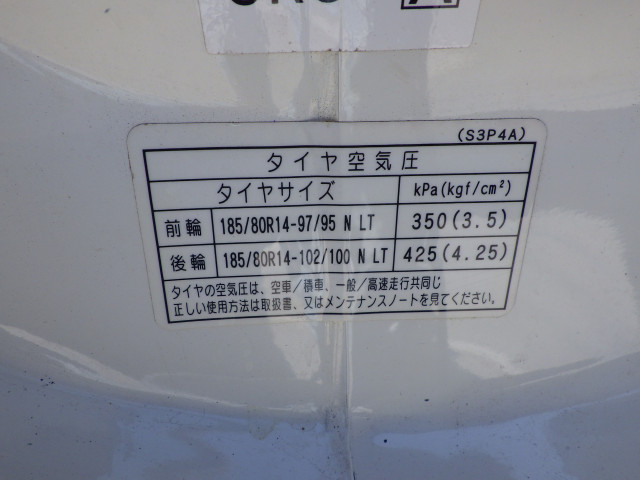 (S3P4A)
タイヤ空気圧
タイヤサイズ kPa(kgf/cm²)
前輪 185/80R14-97/95 N LT 350(3.5)
後輪 185/80R14-102/100 N LT 425(4.25)
タイヤの空気圧は、空車/積車、一般/高速走行共同じ
正しい使用方法は取扱書、又はメンテナンスノートを見てください。